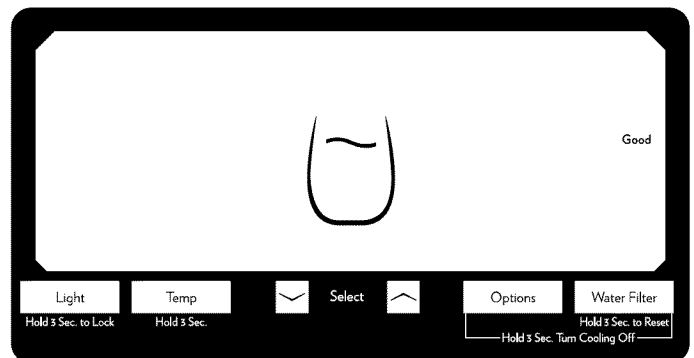 Good
Light
Temp
Select
Options
Water Filter
Hold 3 Sec. to Lock
Hold 3 Sec.
Hold 3 Sec. to Reset
Hold 3 Sec. Turn Cooling Off